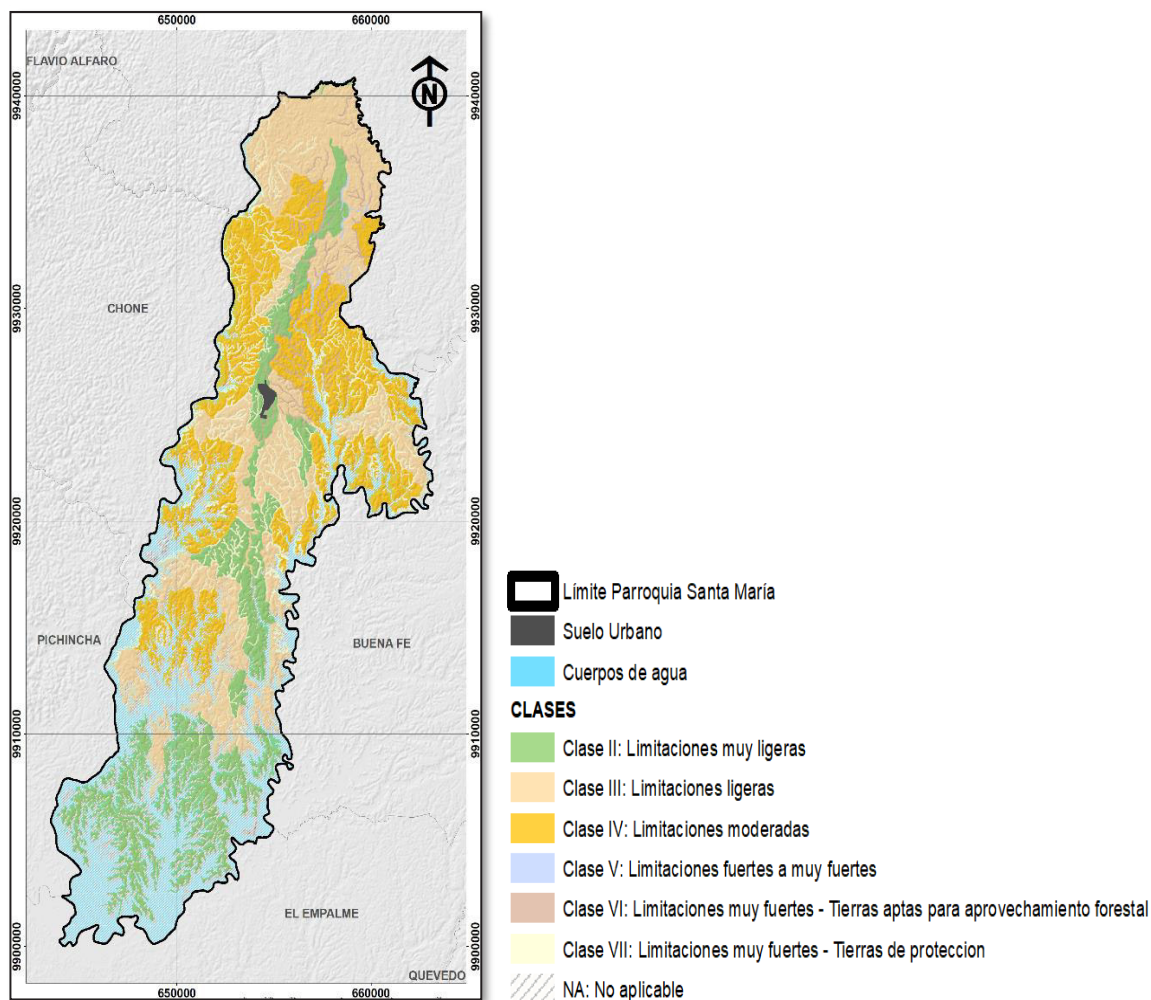 650000
660000
FLAVIO ALFARO
9940000
N
9940000
CHONE
9930000
9930000
9920000
9920000
PICHINCHA
BUENA FE
9910000
9910000
EL EMPALME
9900000
9900000
QUEVEDO
650000
660000
Límite Parroquia Santa María
Suelo Urbano
Cuerpos de agua
CLASES
Clase II: Limitaciones muy ligeras
Clase III: Limitaciones ligeras
Clase IV: Limitaciones moderadas
Clase V: Limitaciones fuertes a muy fuertes
Clase VI: Limitaciones muy fuertes - Tierras aptas para aprovechamiento forestal
Clase VII: Limitaciones muy fuertes - Tierras de proteccion
NA: No aplicable